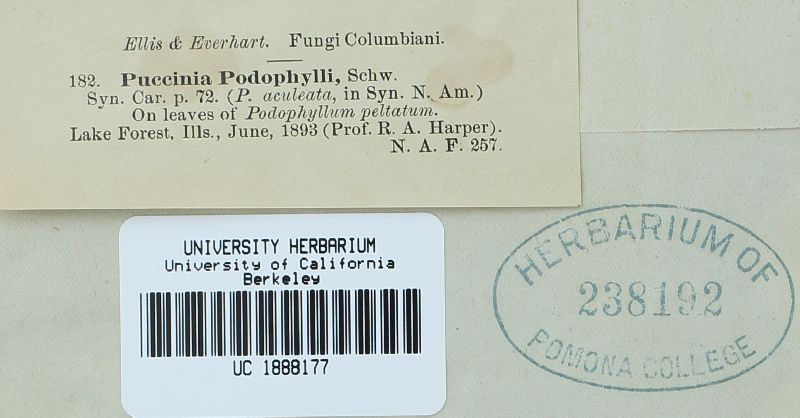 Ellis & Everhart. Fungi Columbiani.
182. Puccinia Podophylli, Schw.
Syn. Car. p. 72. (P. aculeata, in Syn. N. Am.)
On leaves of Podophyllum peltatum.
Lake Forest, Ills., June, 1893 (Prof. R. A. Harper).
N. A. F. 257.
UNIVERSITY HERBARIUM
University of California
Berkeley
UC 1888177
HERBARIUM OF
238192
POMONA COLLEGE